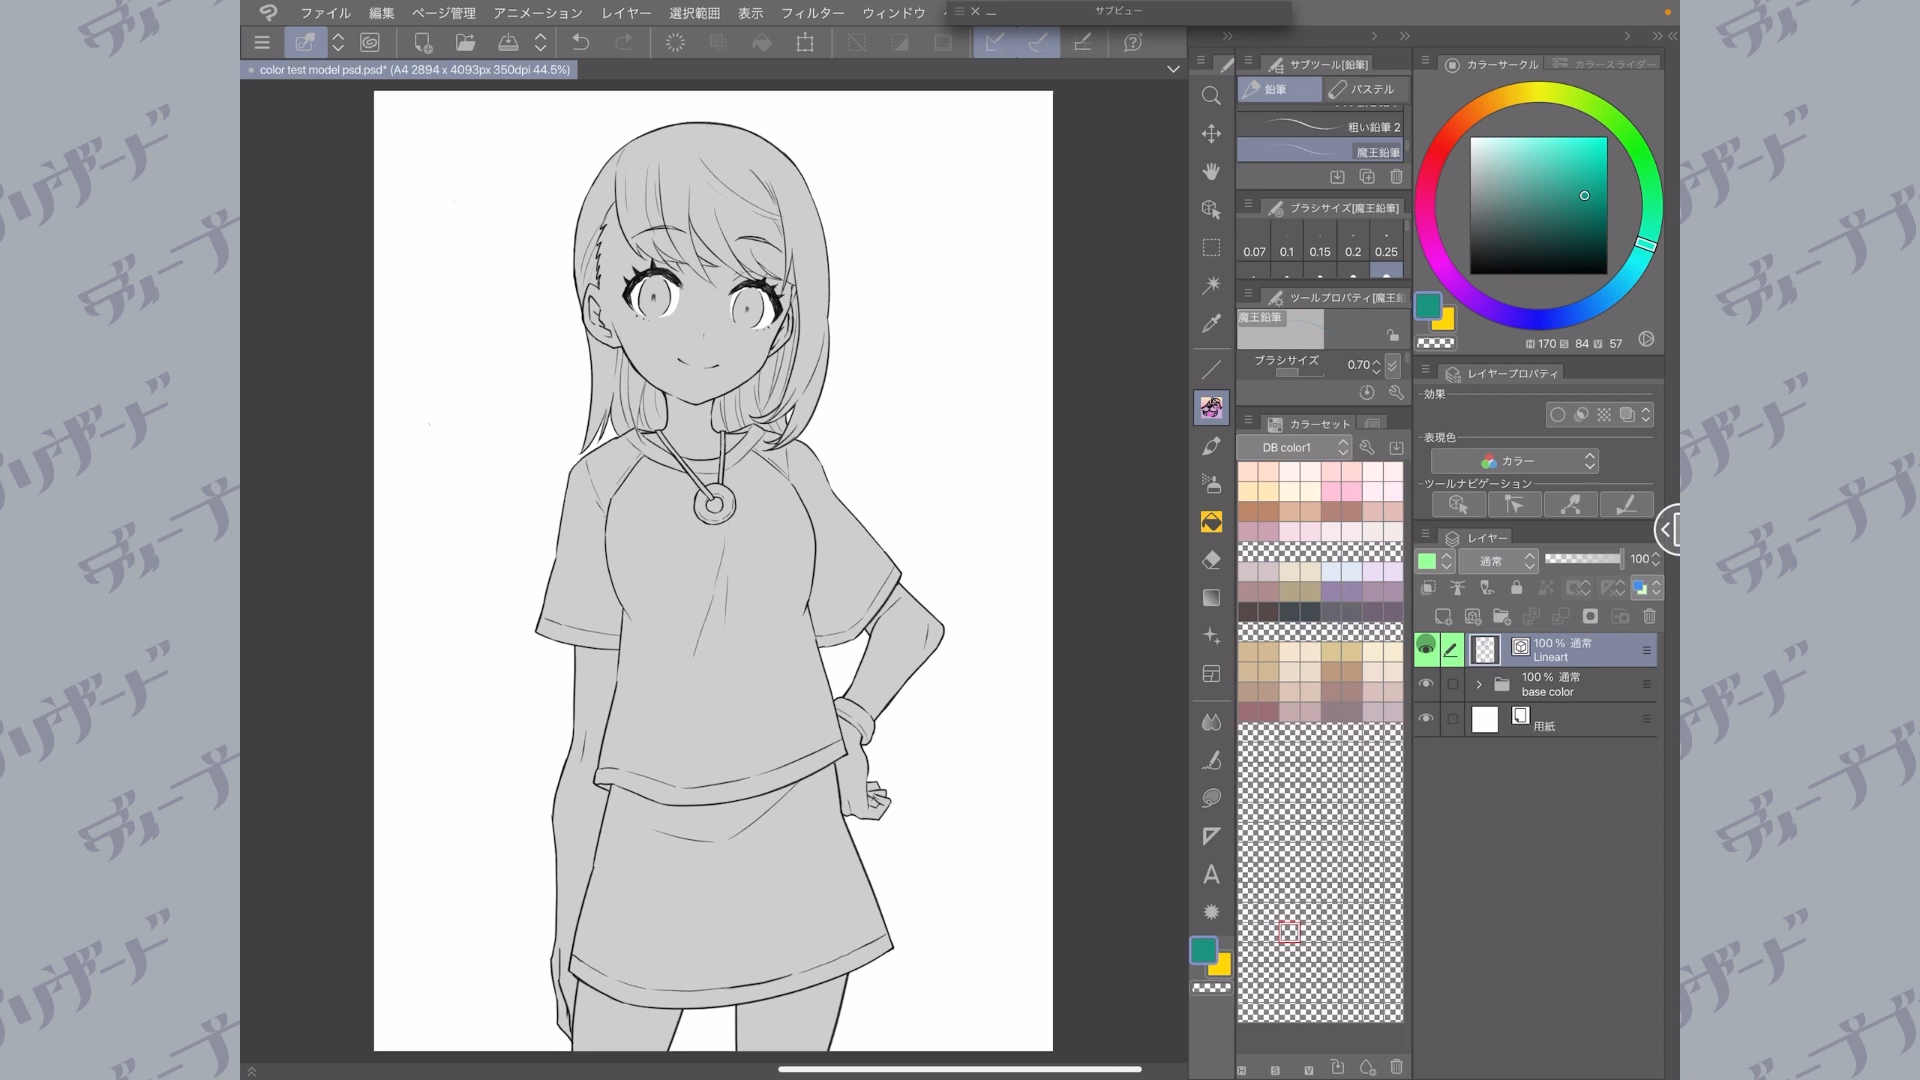 ファイル 編集 ページ管理 アニメーション レイヤー 選択範囲 表示 フィルター ウィンドウ
サブビュー
color test model psd.psd* (A4 2894 x 4093px 350dpi 44.5%)
サブツール[鉛筆]
鉛筆 パステル
粗い鉛筆 2
魔王鉛筆
ブラシサイズ[魔王鉛筆]
0.07 0.1 0.15 0.2 0.25
ツールプロパティ[魔王鉛
魔王鉛筆
ブラシサイズ 0.70
カラーセット
DB color1
H S V
カラーサークル カラースライダー
H 170 S 84 V 57
レイヤープロパティ
効果
表現色
カラー
ツールナビゲーション
レイヤー
通常 100
100 % 通常
Lineart
100 % 通常
base color
用紙
A
ディープブリザード